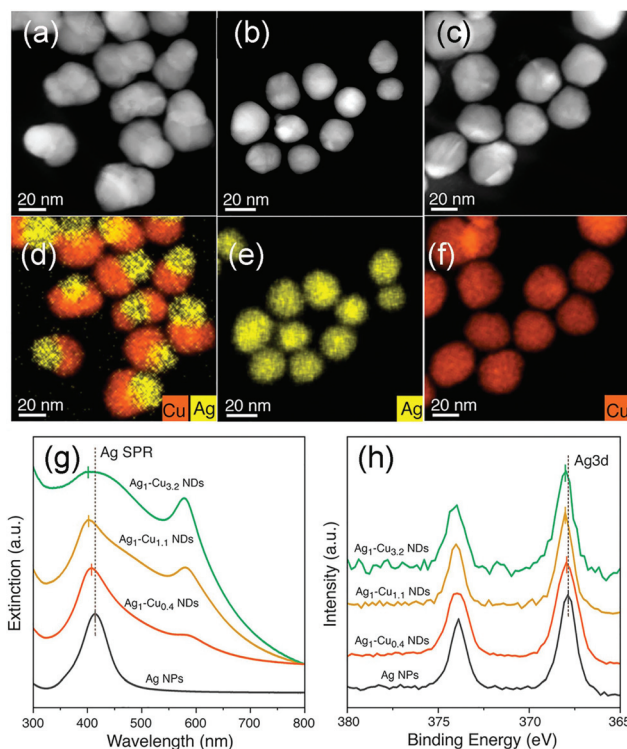 (a)
20 nm
(b)
20 nm
(c)
20 nm
(d)
20 nm
Cu Ag
(e)
20 nm
Ag
(f)
20 nm
Cu
(g)
Ag SPR
Ag₁-Cu₃.₂ NDs
Ag₁-Cu₁.₁ NDs
Ag₁-Cu₀.₄ NDs
Ag NPs
Extinction (a.u.)
300 400 500 600 700 800
Wavelength (nm)
(h)
Ag3d
Ag₁-Cu₃.₂ NDs
Ag₁-Cu₁.₁ NDs
Ag₁-Cu₀.₄ NDs
Ag NPs
Intensity (a.u.)
380 375 370 365
Binding Energy (eV)